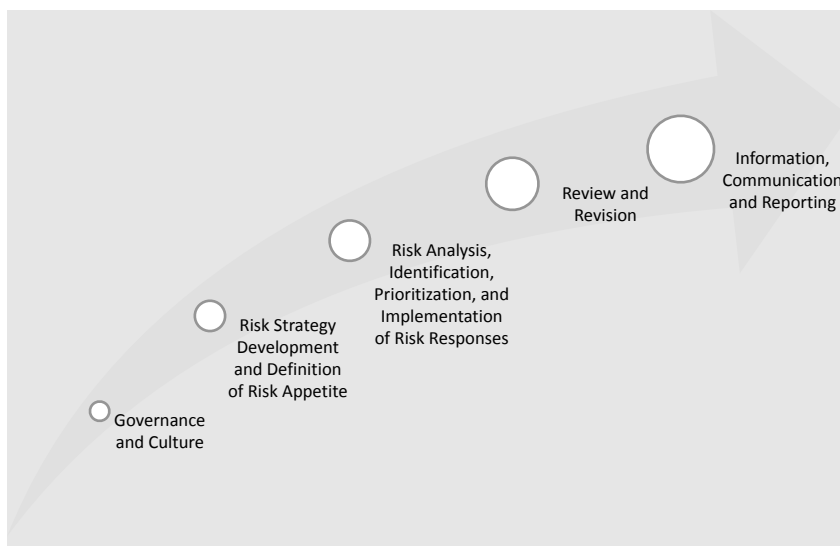 Governance
and Culture
Risk Strategy
Development
and Definition
of Risk Appetite
Risk Analysis,
Identification,
Prioritization, and
Implementation
of Risk Responses
Review and
Revision
Information,
Communication
and Reporting